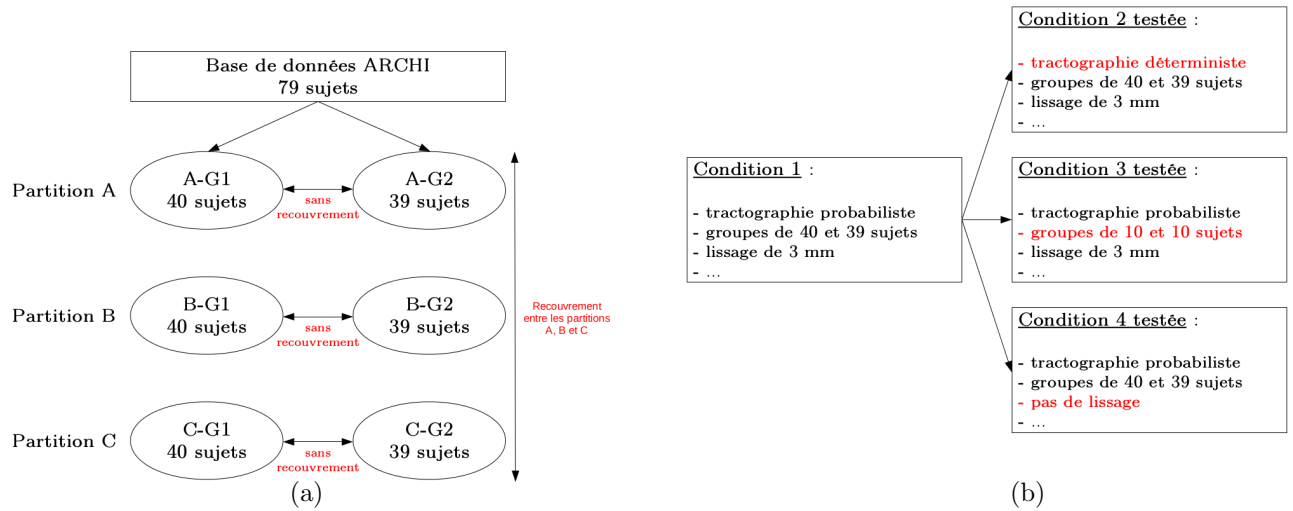 Base de données ARCHI
79 sujets
Partition A
A-G1
40 sujets
sans
recouvrement
A-G2
39 sujets
Partition B
B-G1
40 sujets
sans
recouvrement
B-G2
39 sujets
Recouvrement
entre les partitions
A, B et C
Partition C
C-G1
40 sujets
sans
recouvrement
C-G2
39 sujets
(a)
Condition 1 :
- tractographie probabiliste
- groupes de 40 et 39 sujets
- lissage de 3 mm
- ...
Condition 2 testée :
- tractographie déterministe
- groupes de 40 et 39 sujets
- lissage de 3 mm
- ...
Condition 3 testée :
- tractographie probabiliste
- groupes de 10 et 10 sujets
- lissage de 3 mm
- ...
Condition 4 testée :
- tractographie probabiliste
- groupes de 40 et 39 sujets
- pas de lissage
- ...
(b)